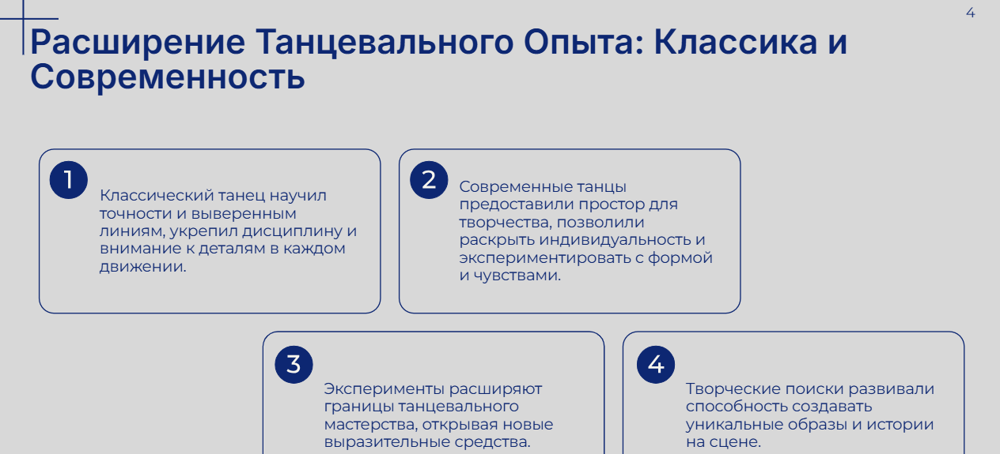 4
Расширение Танцевального Опыта: Классика и
Современность
1
Классический танец научил
точности и выверенным
линиям, укрепил дисциплину и
внимание к деталям в каждом
движении.
2
Современные танцы
предоставили простор для
творчества, позволили
раскрыть индивидуальность и
экспериментировать с формой
и чувствами.
3
Эксперименты расширяют
границы танцевального
мастерства, открывая новые
выразительные средства.
4
Творческие поиски развивали
способность создавать
уникальные образы и истории
на сцене.